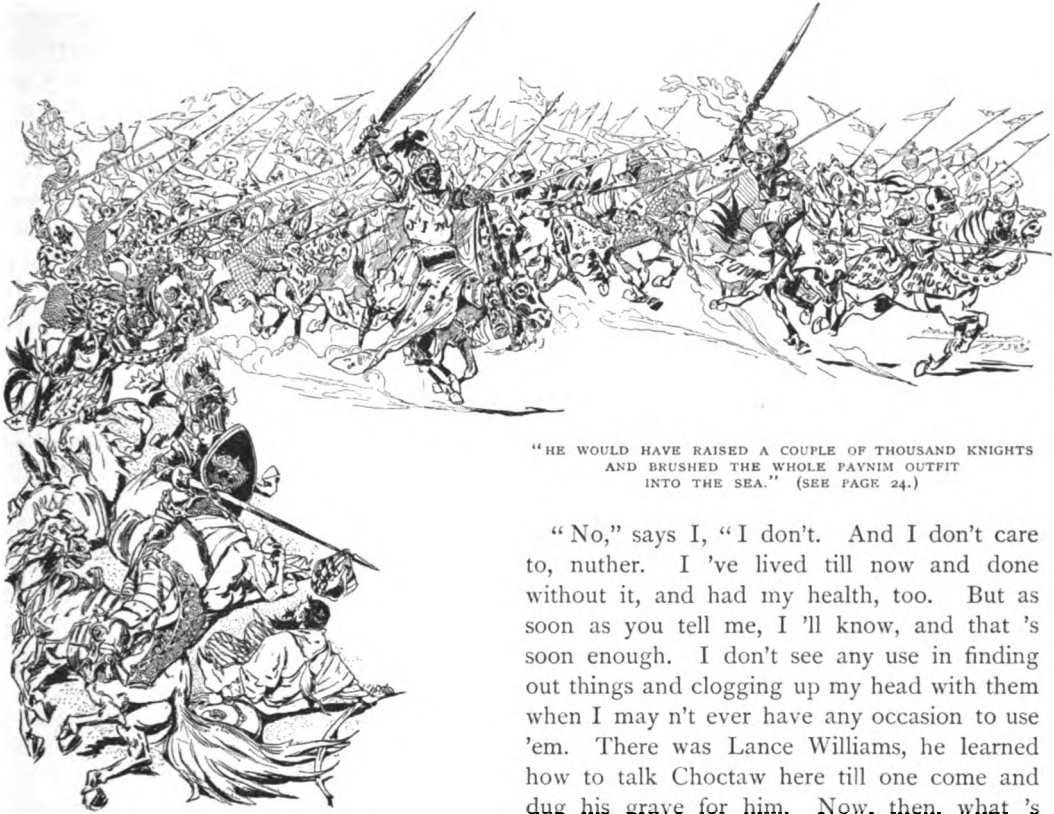 JIM
HUCK
"HE WOULD HAVE RAISED A COUPLE OF THOUSAND KNIGHTS
AND BRUSHED THE WHOLE PAYNIM OUTFIT
INTO THE SEA." (SEE PAGE 24.)
"No," says I, "I don't. And I don't care
to, nuther. I 've lived till now and done
without it, and had my health, too. But as
soon as you tell me, I 'll know, and that 's
soon enough. I don't see any use in finding
out things and clogging up my head with them
when I may n't ever have any occasion to use
'em. There was Lance Williams, he learned
how to talk Choctaw here till one come and
dug his grave for him. Now, then, what 's